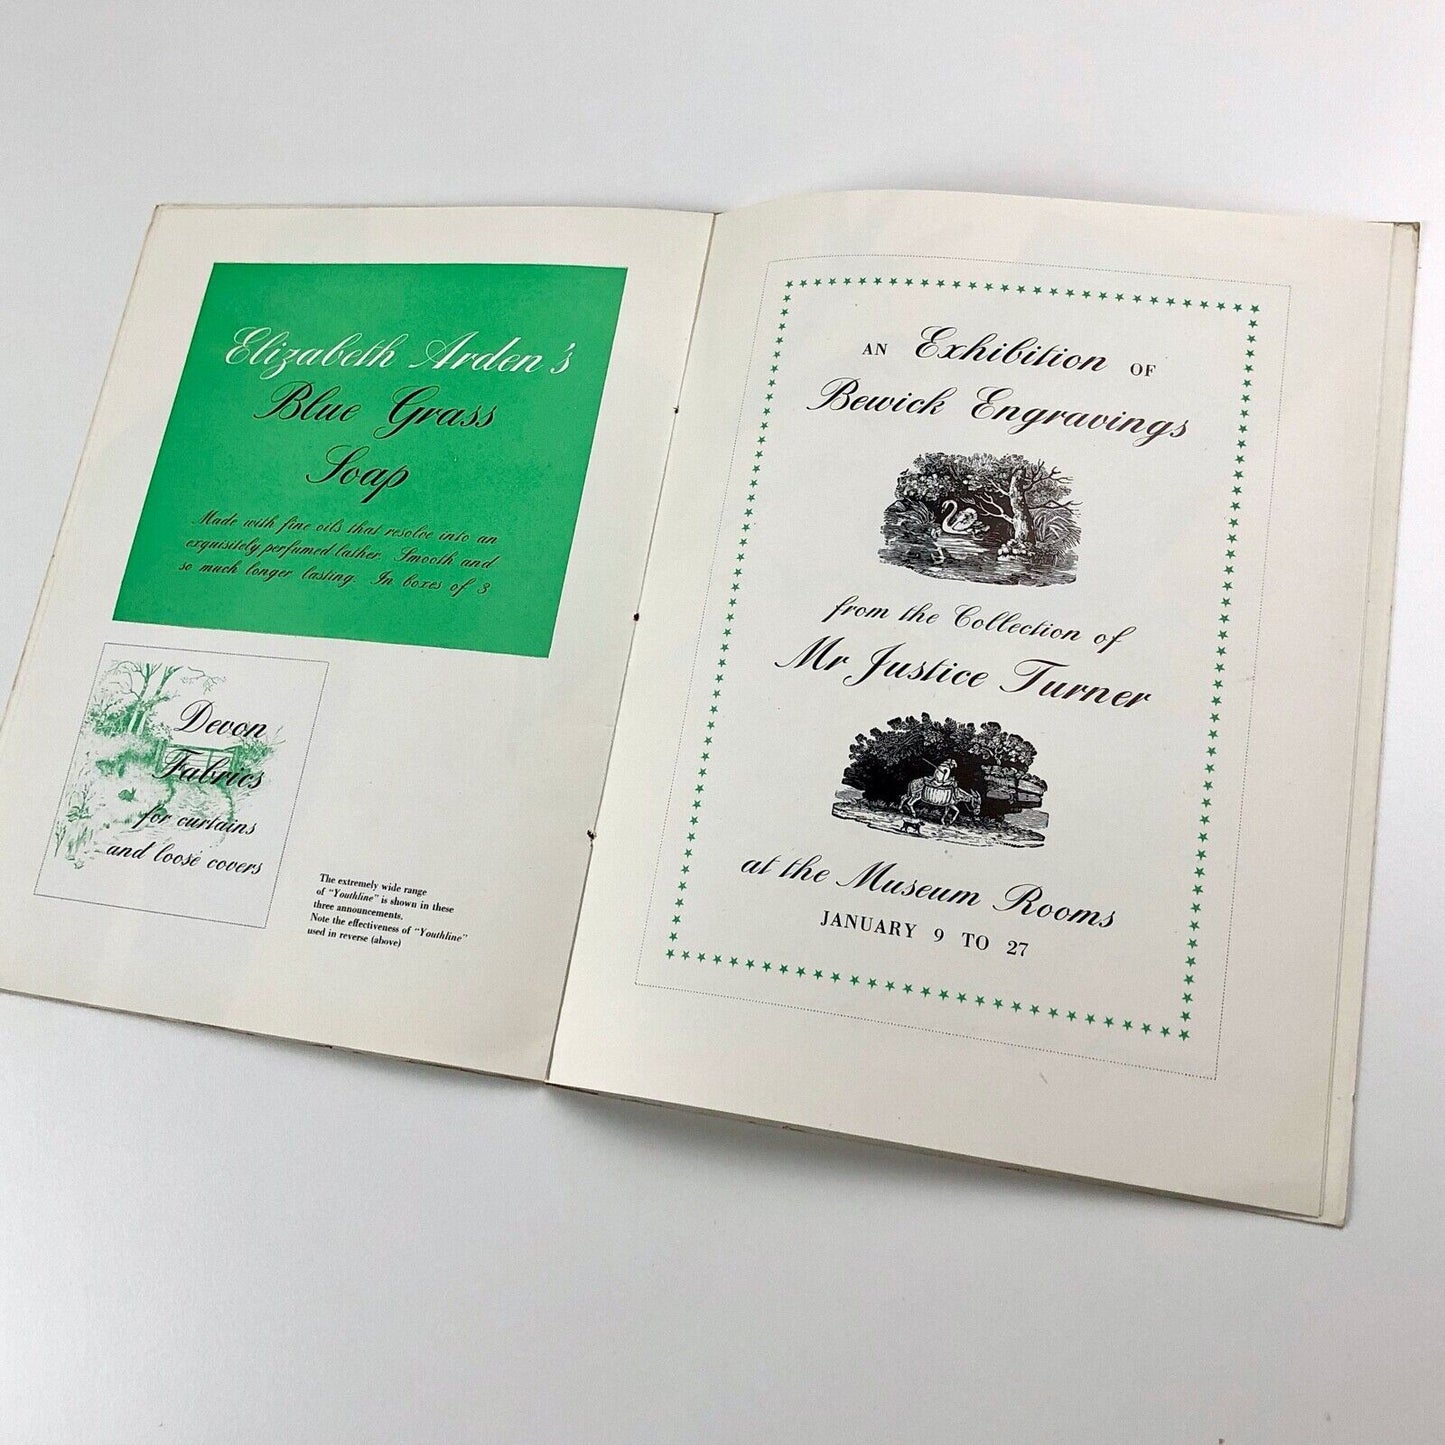 Elizabeth Arden's
Blue Grass
Soap
Made with fine oils that resolve into an
exquisitely perfumed lather. Smooth and
so much longer lasting. In boxes of 3
Devon
Fabrics
for curtains
and loose covers
The extremely wide range
of "Youthline" is shown in these
three announcements.
Note the effectiveness of "Youthline"
used in reverse (above)
AN Exhibition OF
Bewick Engravings
from the Collection of
Mr Justice Turner
at the Museum Rooms
JANUARY 9 TO 27